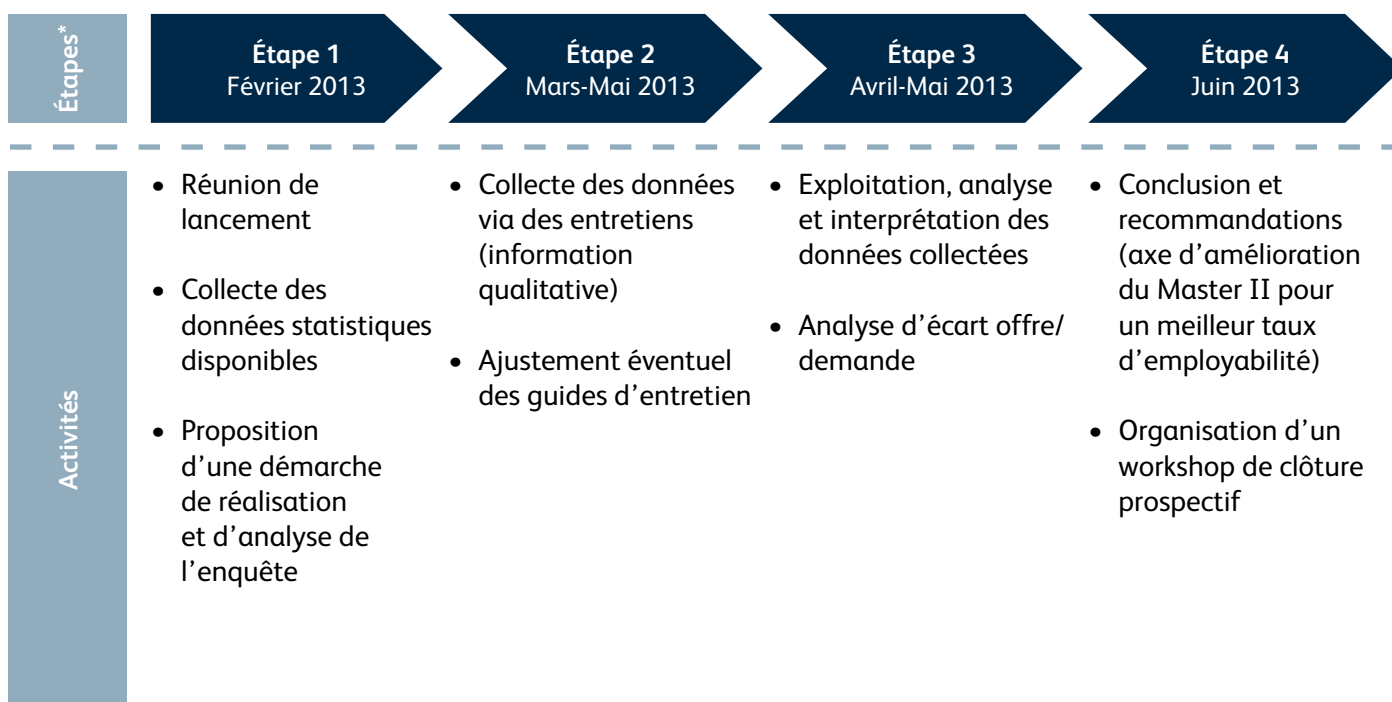 Étapes*
Étape 1
Février 2013
Étape 2
Mars-Mai 2013
Étape 3
Avril-Mai 2013
Étape 4
Juin 2013
Activités
• Réunion de
lancement
• Collecte des
données statistiques
disponibles
• Proposition
d’une démarche
de réalisation
et d’analyse de
l’enquête
• Collecte des données
via des entretiens
(information
qualitative)
• Ajustement éventuel
des guides d’entretien
• Exploitation, analyse
et interprétation des
données collectées
• Analyse d’écart offre/
demande
• Conclusion et
recommandations
(axe d’amélioration
du Master II pour
un meilleur taux
d’employabilité)
• Organisation d’un
workshop de clôture
prospectif